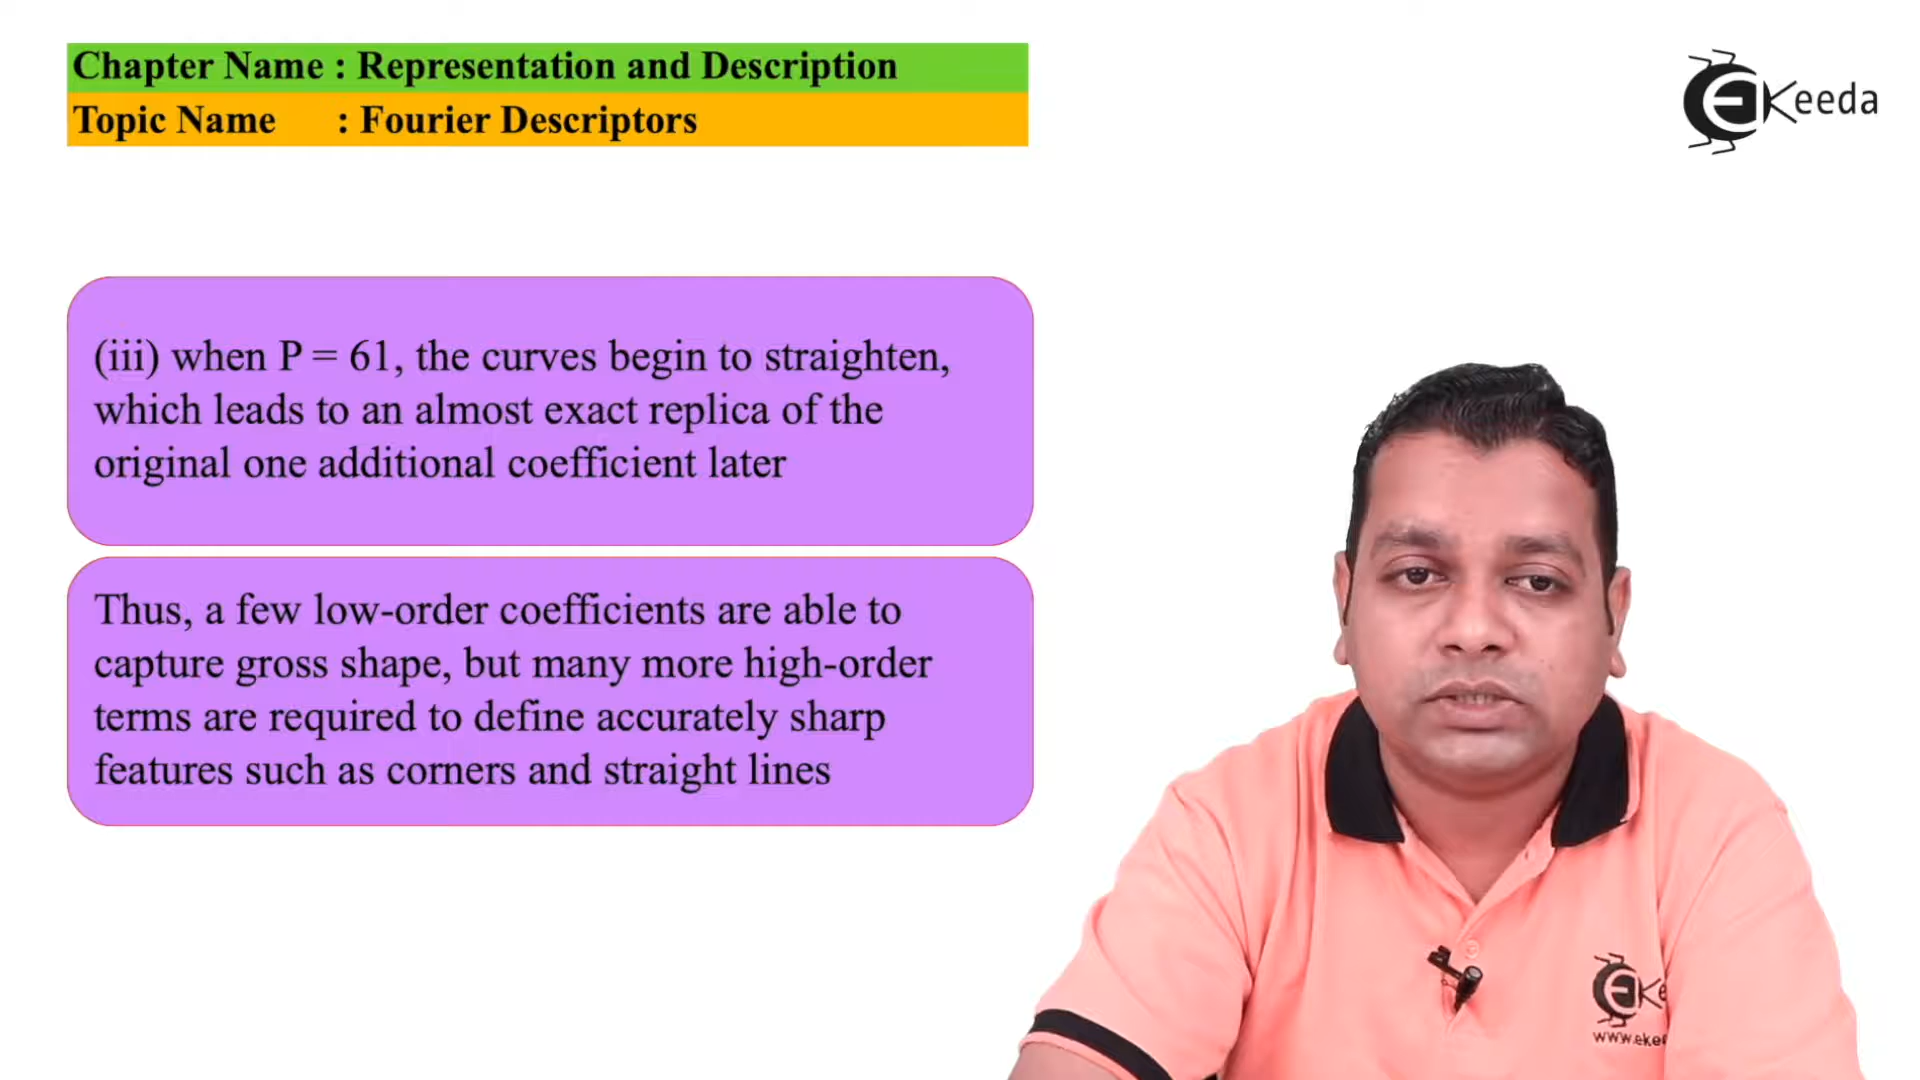 Chapter Name : Representation and Description
Topic Name : Fourier Descriptors
Keeda
(iii) when P = 61, the curves begin to straighten,
which leads to an almost exact replica of the
original one additional coefficient later
Thus, a few low-order coefficients are able to
capture gross shape, but many more high-order
terms are required to define accurately sharp
features such as corners and straight lines